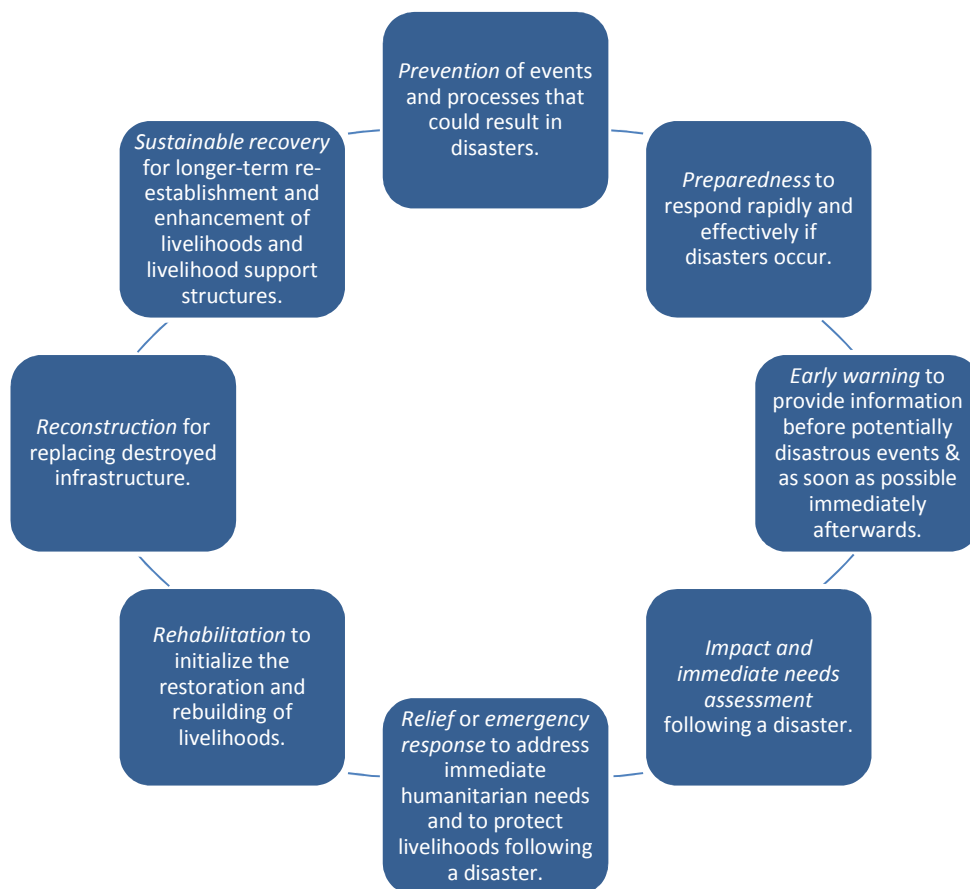 Prevention of events
and processes that
could result in
disasters.
Preparedness to
respond rapidly and
effectively if
disasters occur.
Early warning to
provide information
before potentially
disastrous events &
as soon as possible
immediately
afterwards.
Impact and
immediate needs
assessment
following a disaster.
Relief or emergency
response to address
immediate
humanitarian needs
and to protect
livelihoods following
a disaster.
Rehabilitation to
initialize the
restoration and
rebuilding of
livelihoods.
Reconstruction for
replacing destroyed
infrastructure.
Sustainable recovery
for longer-term re-
establishment and
enhancement of
livelihoods and
livelihood support
structures.